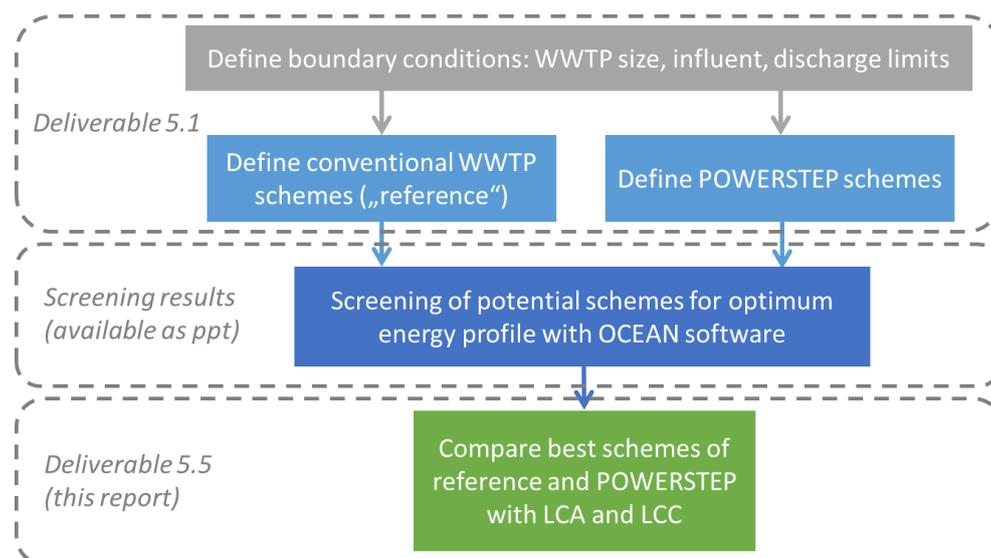 Define boundary conditions: WWTP size, influent, discharge limits
Deliverable 5.1
Define conventional WWTP
schemes („reference“)
Define POWERSTEP schemes
Screening results
(available as ppt)
Screening of potential schemes for optimum
energy profile with OCEAN software
Deliverable 5.5
(this report)
Compare best schemes of
reference and POWERSTEP
with LCA and LCC